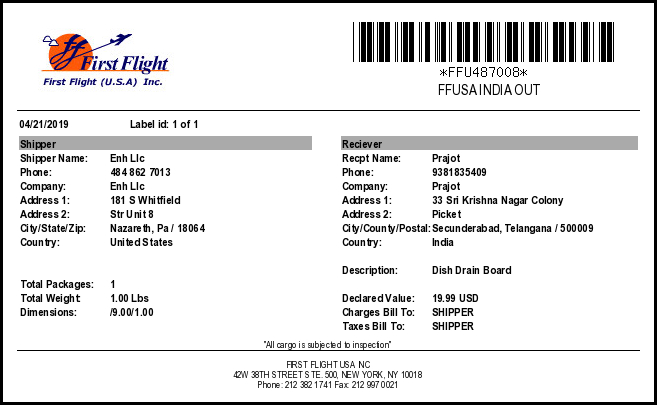 First Flight
First Flight (U.S.A) Inc.
*FFU487008*
FFUSA INDIA OUT
04/21/2019 Label id: 1 of 1
Shipper
Shipper Name: Enh Llc
Phone: 484 862 7013
Company: Enh Llc
Address 1: 181 S Whitfield
Address 2: Str Unit 8
City/State/Zip: Nazareth, Pa / 18064
Country: United States
Total Packages: 1
Total Weight: 1.00 Lbs
Dimensions: /9.00/1.00
Reciever
Recpt Name: Prajot
Phone: 9381835409
Company: Prajot
Address 1: 33 Sri Krishna Nagar Colony
Address 2: Picket
City/County/Postal: Secunderabad, Telangana / 500009
Country: India
Description: Dish Drain Board
Declared Value: 19.99 USD
Charges Bill To: SHIPPER
Taxes Bill To: SHIPPER
"All cargo is subjected to inspection"
FIRST FLIGHT USA INC
42W 38TH STREET STE. 500, NEW YORK, NY 10018
Phone: 212 382 1741 Fax: 212 997 0021